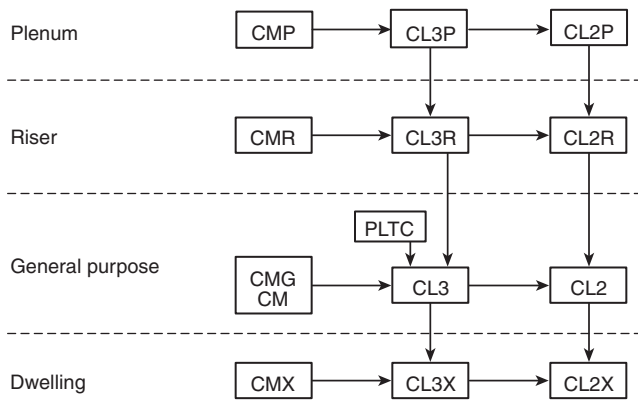 Plenum
CMP
CL3P
CL2P
Riser
CMR
CL3R
CL2R
PLTC
General purpose
CMG
CM
CL3
CL2
Dwelling
CMX
CL3X
CL2X